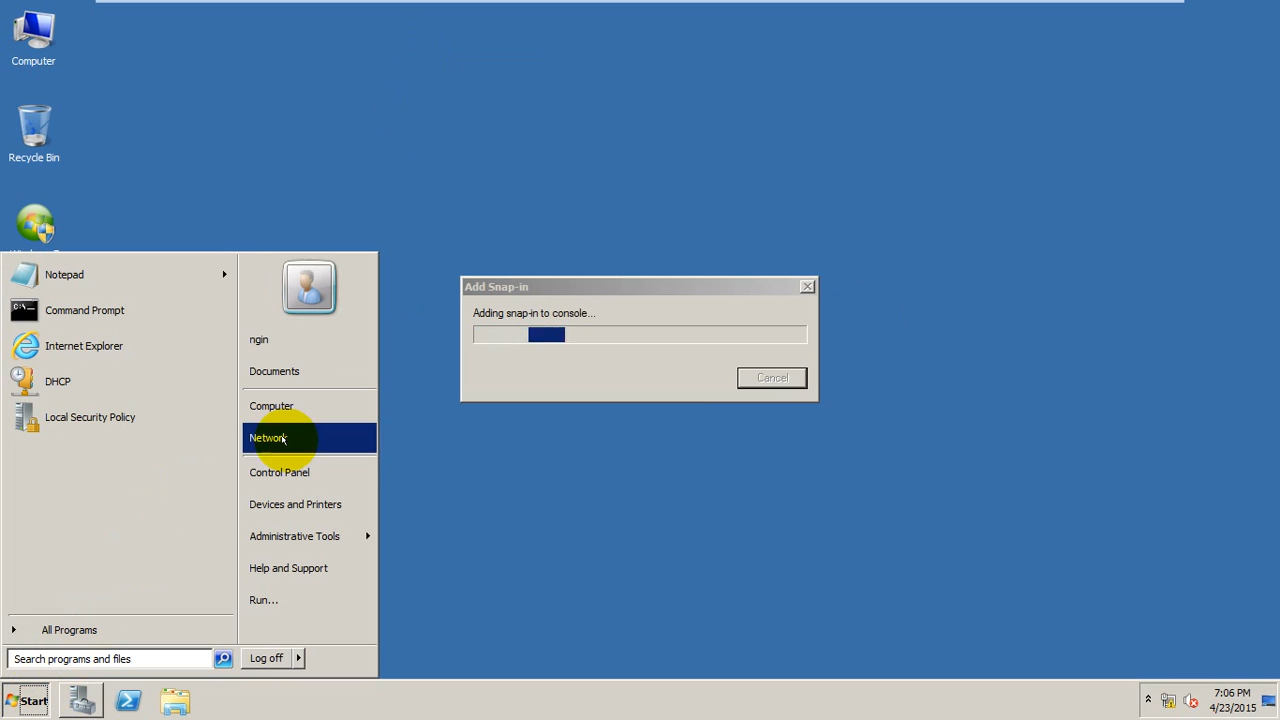 Computer
Recycle Bin
Notepad
Command Prompt
Internet Explorer
DHCP
Local Security Policy
All Programs
Search programs and files
ngin
Documents
Computer
Network
Control Panel
Devices and Printers
Administrative Tools
Help and Support
Run...
Log off
Add Snap-in
Adding snap-in to console...
Cancel
Start
7:06 PM
4/23/2015